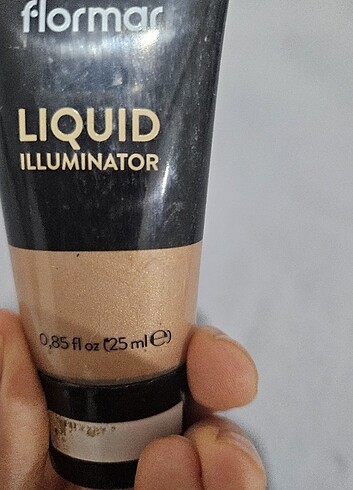 flormar
LIQUID
ILLUMINATOR
0,85 fl oz (25 ml ℮)